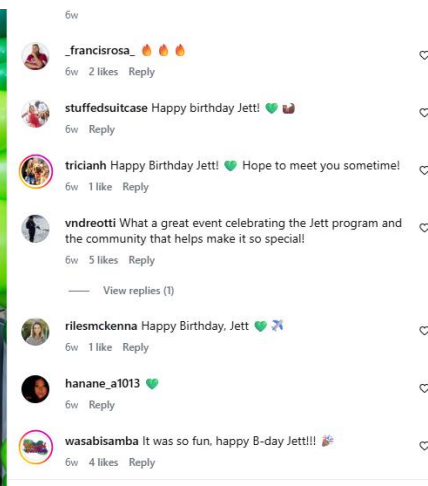 6w
_francisrosa_ 🔥 🔥 🔥
6w 2 likes Reply
stuffedsuitcase Happy birthday Jett! 💚 🦫
6w Reply
tricianh Happy Birthday Jett! 💚 Hope to meet you sometime!
6w 1 like Reply
vndreotti What a great event celebrating the Jett program and
the community that helps make it so special!
6w 5 likes Reply
View replies (1)
rilesmckenna Happy Birthday, Jett 💚 ✈️
6w 1 like Reply
hanane_a1013 💚
6w Reply
wasabisamba It was so fun, happy B-day Jett!!! 🎉
6w 4 likes Reply